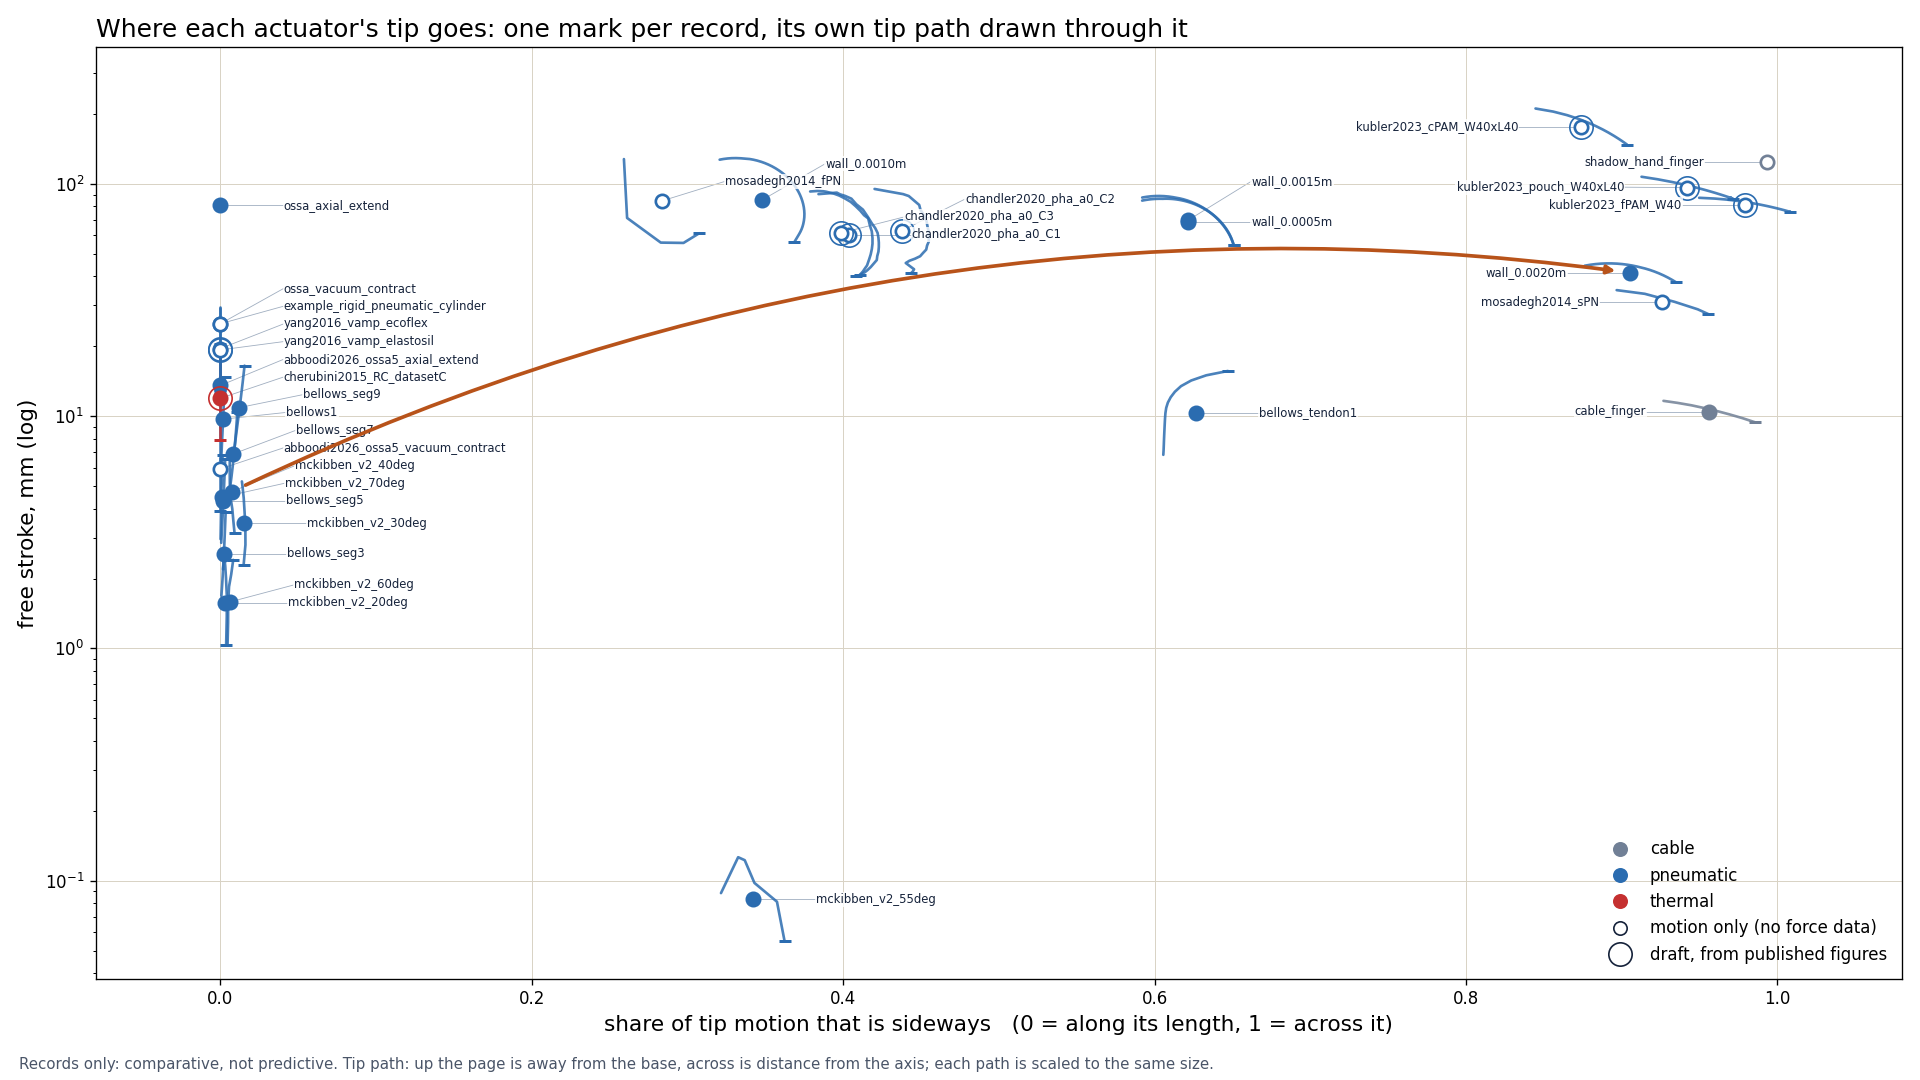 Where each actuator's tip goes: one mark per record, its own tip path drawn through it
free stroke, mm (log)
10²
10¹
10⁰
10⁻¹
kubler2023_cPAM_W40xL40
shadow_hand_finger
wall_0.0010m
mosadegh2014_fPN
wall_0.0015m
kubler2023_pouch_W40xL40
chandler2020_pha_a0_C2
kubler2023_fPAM_W40
ossa_axial_extend
chandler2020_pha_a0_C3
wall_0.0005m
chandler2020_pha_a0_C1
wall_0.0020m
ossa_vacuum_contract
mosadegh2014_sPN
example_rigid_pneumatic_cylinder
yang2016_vamp_ecoflex
yang2016_vamp_elastosil
abboodi2026_ossa5_axial_extend
cherubini2015_RC_datasetC
bellows_seg9
bellows1
bellows_tendon1
cable_finger
bellows_seg7
abboodi2026_ossa5_vacuum_contract
mckibben_v2_40deg
mckibben_v2_70deg
bellows_seg5
mckibben_v2_30deg
bellows_seg3
mckibben_v2_60deg
mckibben_v2_20deg
mckibben_v2_55deg
cable
pneumatic
thermal
motion only (no force data)
draft, from published figures
0.0 0.2 0.4 0.6 0.8 1.0
share of tip motion that is sideways (0 = along its length, 1 = across it)
Records only: comparative, not predictive. Tip path: up the page is away from the base, across is distance from the axis; each path is scaled to the same size.